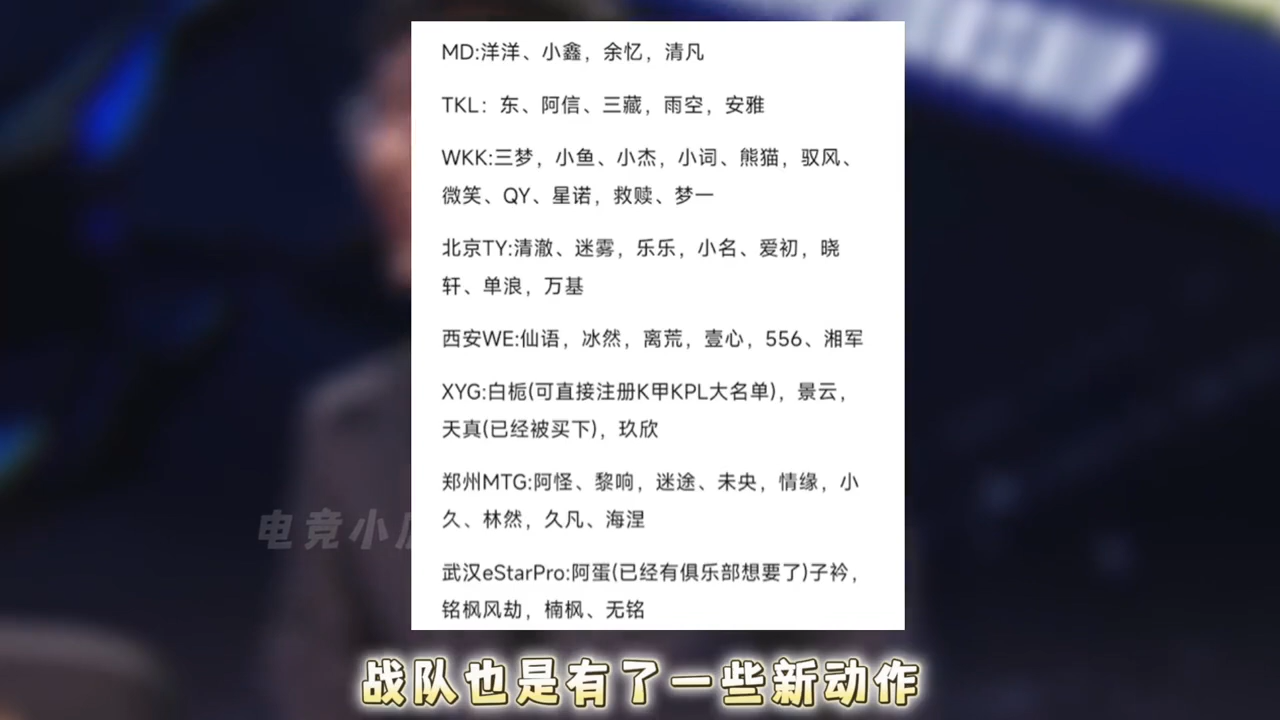 MD:洋洋、小鑫，余忆，清凡
TKL：东、阿信、三藏，雨空，安雅
WKK:三梦，小鱼、小杰，小词、熊猫，驭风、
微笑、QY、星诺，救赎、梦一
北京TY:清澈、迷雾，乐乐，小名、爱初，晓
轩、单浪，万基
西安WE:仙语，冰然，离荒，壹心，556、湘军
XYG:白栀(可直接注册K甲KPL大名单)，景云，
天真(已经被买下)，玖欣
郑州MTG:阿怪、黎响，迷途、未央，情缘，小
久、林然，久凡、海涅
武汉eStarPro:阿蛋(已经有俱乐部想要了)子衿，
铭枫风劫，楠枫、无铭
电竞小
战队也是有了一些新动作